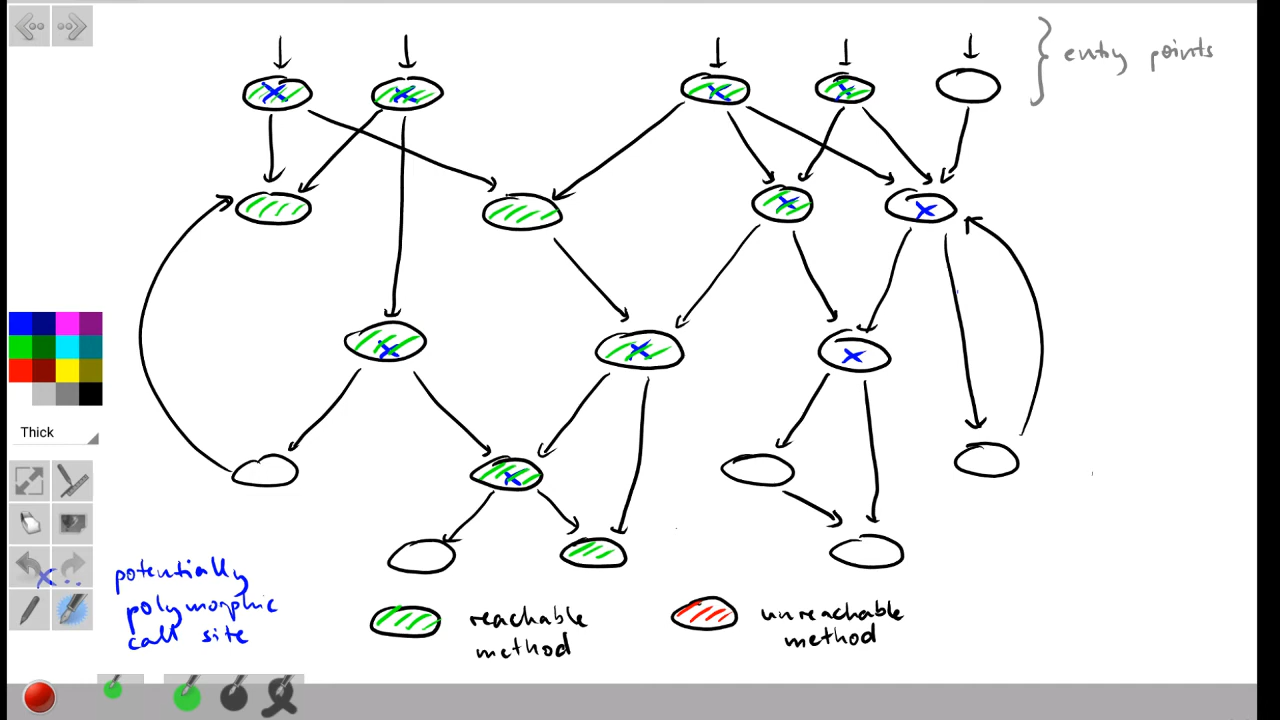 entry points
Thick
x.. potentially
polymorphic
call site
reachable
method
unreachable
method